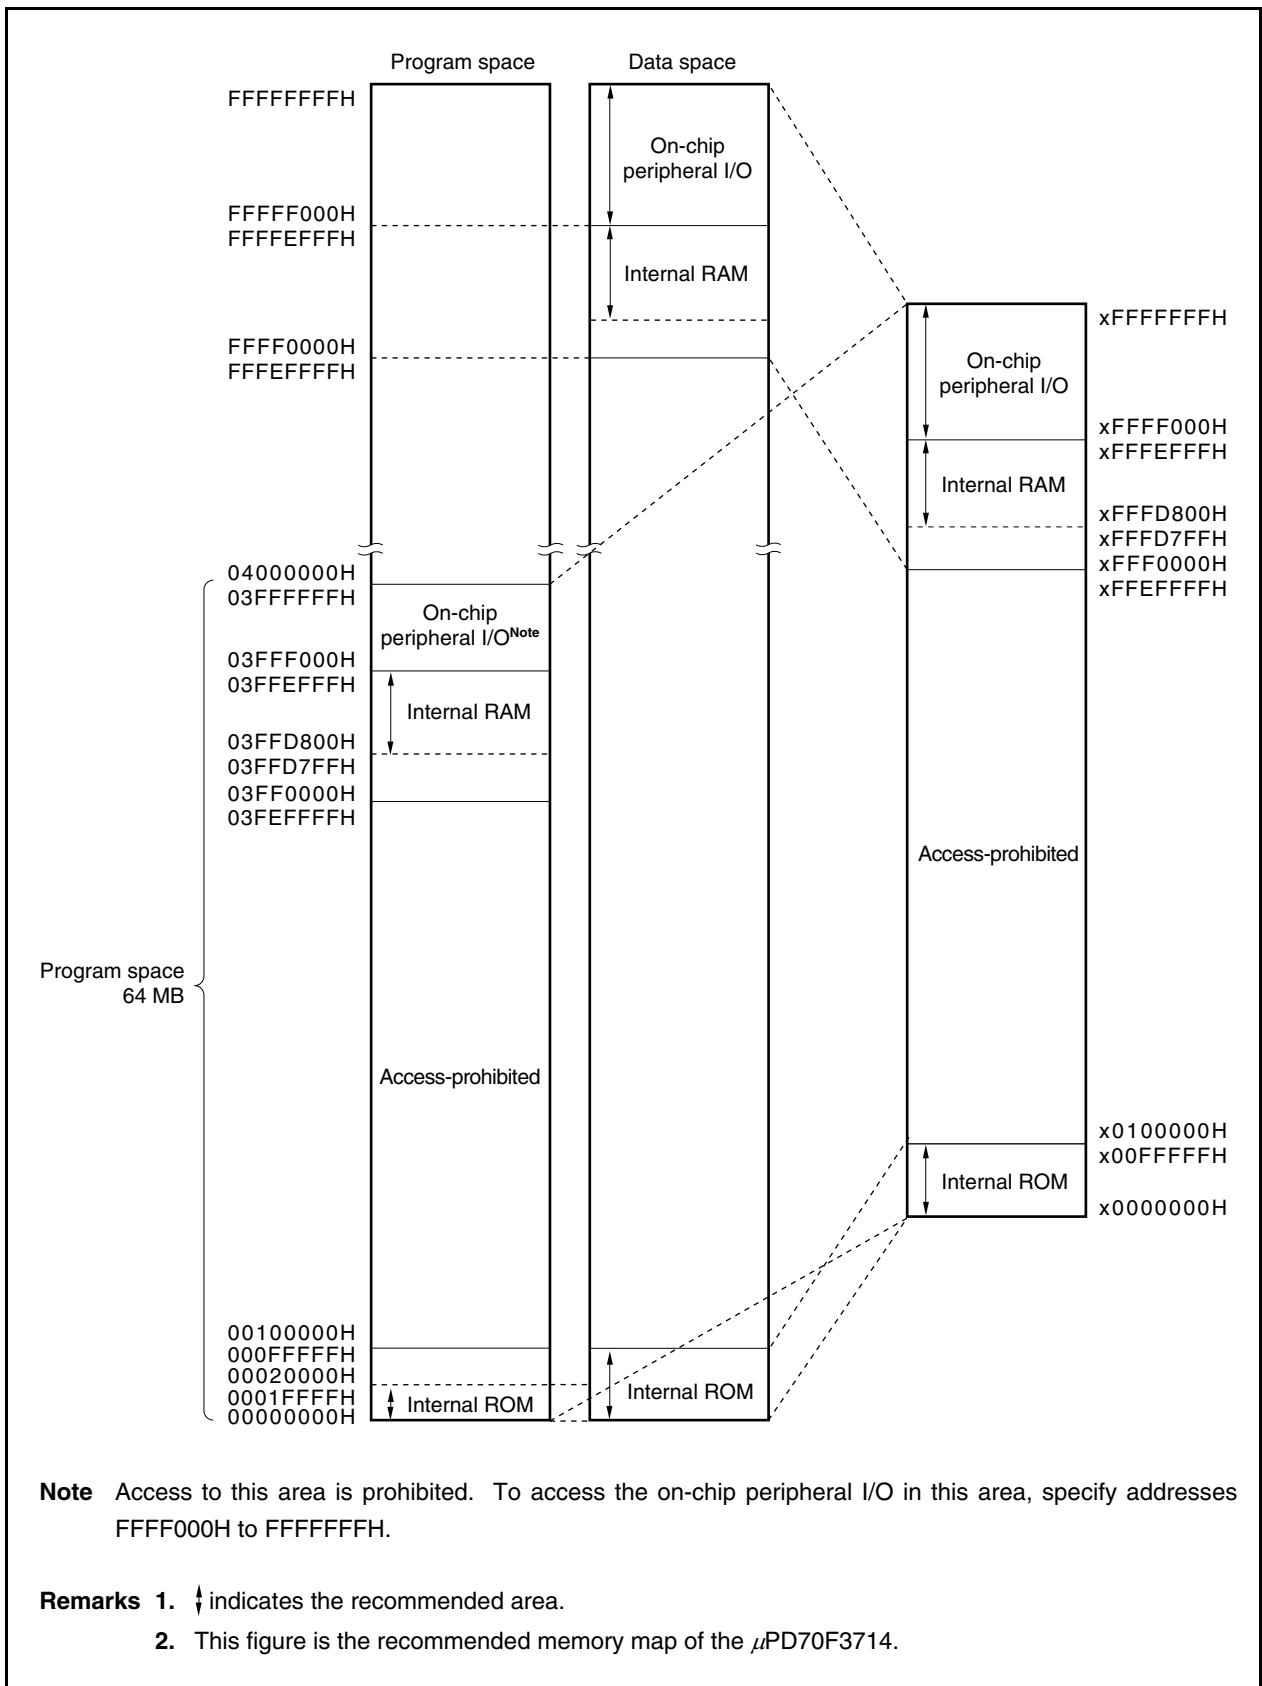 Program space
Data space
FFFFFFFFH
On-chip
peripheral I/O
FFFFF000H
FFFFEFFFH
Internal RAM
FFFF0000H
FFFEFFFFH
xFFFFFFFH
On-chip
peripheral I/O
xFFFF000H
xFFFEFFFH
Internal RAM
xFFFD800H
xFFFD7FFH
xFFF0000H
xFFEFFFFH
04000000H
03FFFFFFH
On-chip
peripheral I/ONote
03FFF000H
03FFEFFFH
Internal RAM
03FFD800H
03FFD7FFH
03FF0000H
03FEFFFFH
Access-prohibited
Program space
64 MB
Access-prohibited
x0100000H
x00FFFFFH
Internal ROM
x0000000H
00100000H
000FFFFFH
00020000H
0001FFFFH
00000000H
Internal ROM
Internal ROM
Note Access to this area is prohibited. To access the on-chip peripheral I/O in this area, specify addresses
FFFF000H to FFFFFFFH.
Remarks 1. indicates the recommended area.
2. This figure is the recommended memory map of the μPD70F3714.